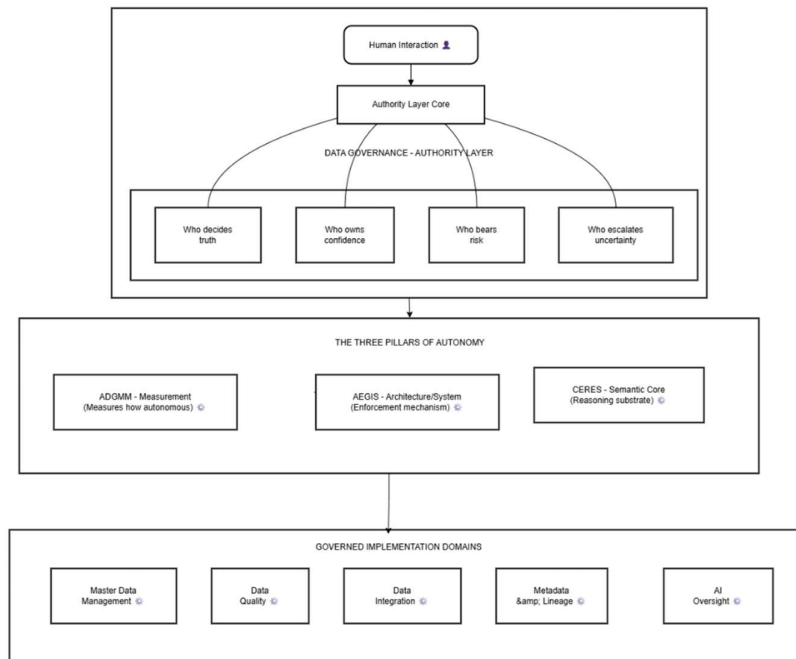 Human Interaction
Authority Layer Core
DATA GOVERNANCE - AUTHORITY LAYER
Who decides
truth
Who owns
confidence
Who bears
risk
Who escalates
uncertainty
THE THREE PILLARS OF AUTONOMY
ADGMM - Measurement
(Measures how autonomous)
AEGIS - Architecture/System
(Enforcement mechanism)
CERES - Semantic Core
(Reasoning substrate)
GOVERNED IMPLEMENTATION DOMAINS
Master Data
Management
Data
Quality
Data
Integration
Metadata
&amp; Lineage
AI
Oversight